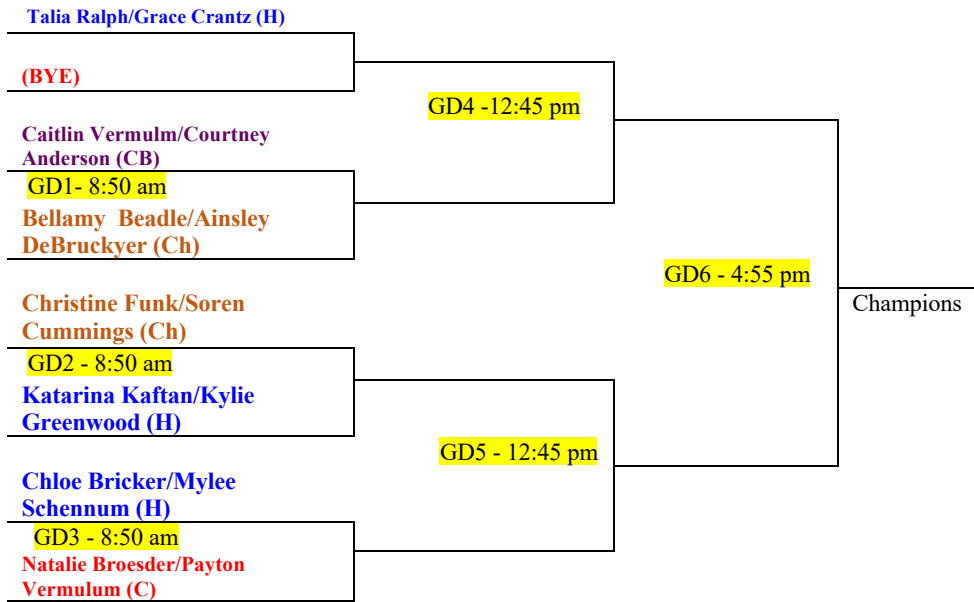 Talia Ralph/Grace Crantz (H)
(BYE)
GD4 -12:45 pm
Caitlin Vermulm/Courtney
Anderson (CB)
GD1- 8:50 am
Bellamy  Beadle/Ainsley
DeBruckyer (Ch)
GD6 - 4:55 pm
Champions
Christine Funk/Soren
Cummings (Ch)
GD2 - 8:50 am
Katarina Kaftan/Kylie
Greenwood (H)
GD5 - 12:45 pm
Chloe Bricker/Mylee
Schennum (H)
GD3 - 8:50 am
Natalie Broesder/Payton
Vermulum (C)